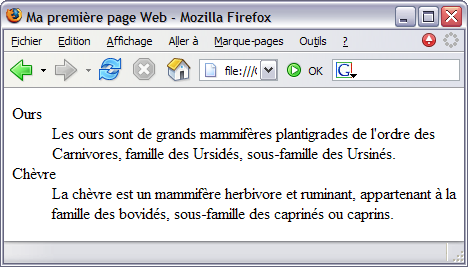 Ma première page Web - Mozilla Firefox
Fichier Edition Affichage Aller à Marque-pages Outils ?
file:/// OK G
Ours
Les ours sont de grands mammifères plantigrades de l'ordre des
Carnivores, famille des Ursidés, sous-famille des Ursinés.
Chèvre
La chèvre est un mammifère herbivore et ruminant, appartenant à la
famille des bovidés, sous-famille des caprinés ou caprins.